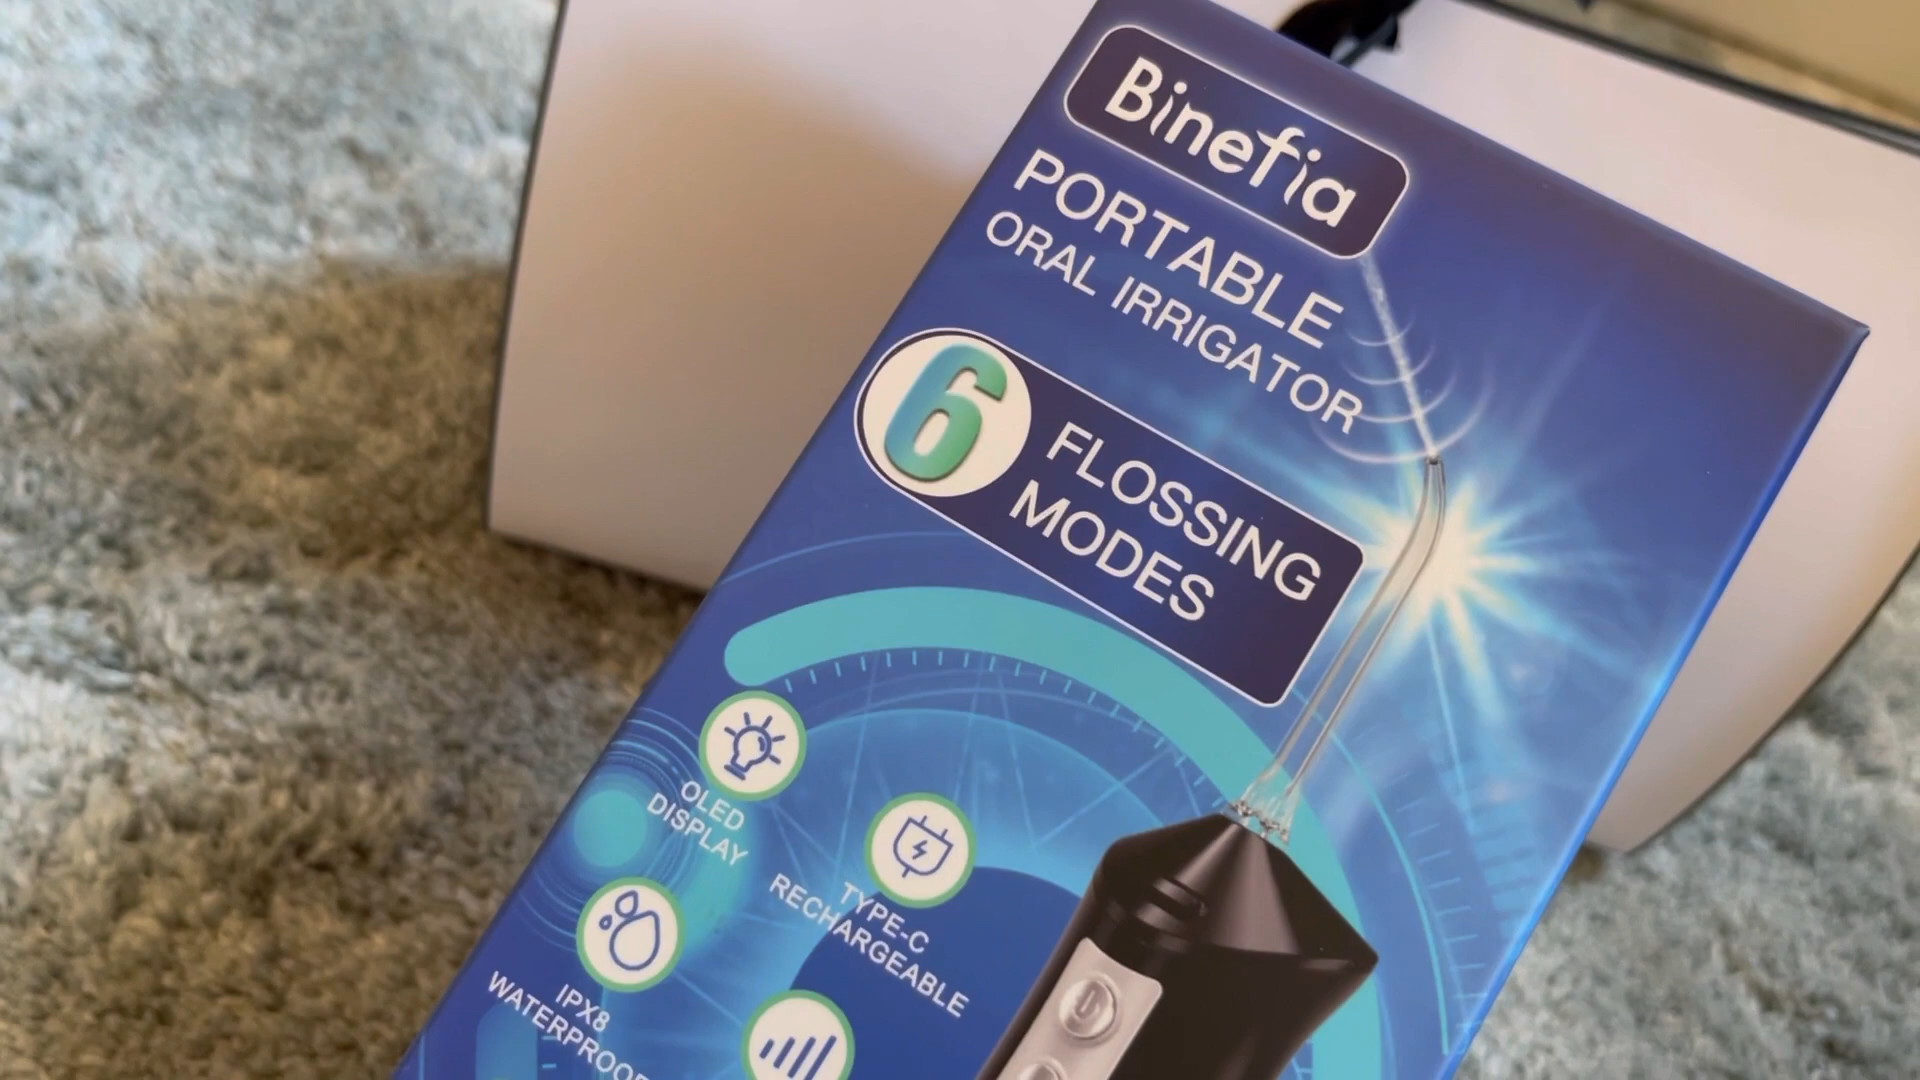 Binefia
PORTABLE
ORAL IRRIGATOR
6
FLOSSING
MODES
OLED
DISPLAY
TYPE-C
RECHARGEABLE
IPX8
WATERPROOF